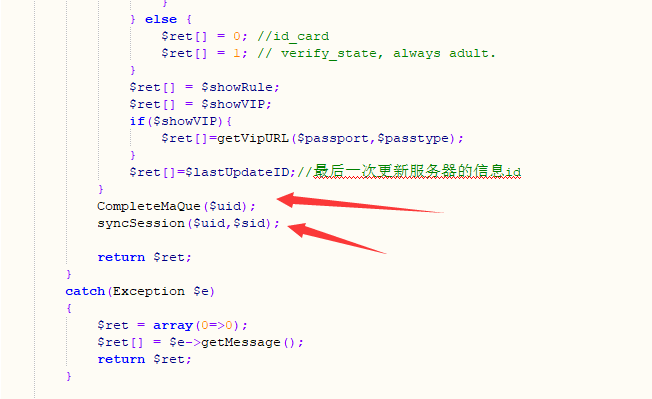 }
} else {
$ret[] = 0; //id_card
$ret[] = 1; // verify_state, always adult.
}
$ret[] = $showRule;
$ret[] = $showVIP;
if($showVIP){
$ret[]=getVipURL($passport,$passtype);
}
$ret[]=$lastUpdateID;//最后一次更新服务器的信息id
}
CompleteMaQue($uid);
syncSession($uid,$sid);
return $ret;
}
catch(Exception $e)
{
$ret = array(0=>0);
$ret[] = $e->getMessage();
return $ret;
}